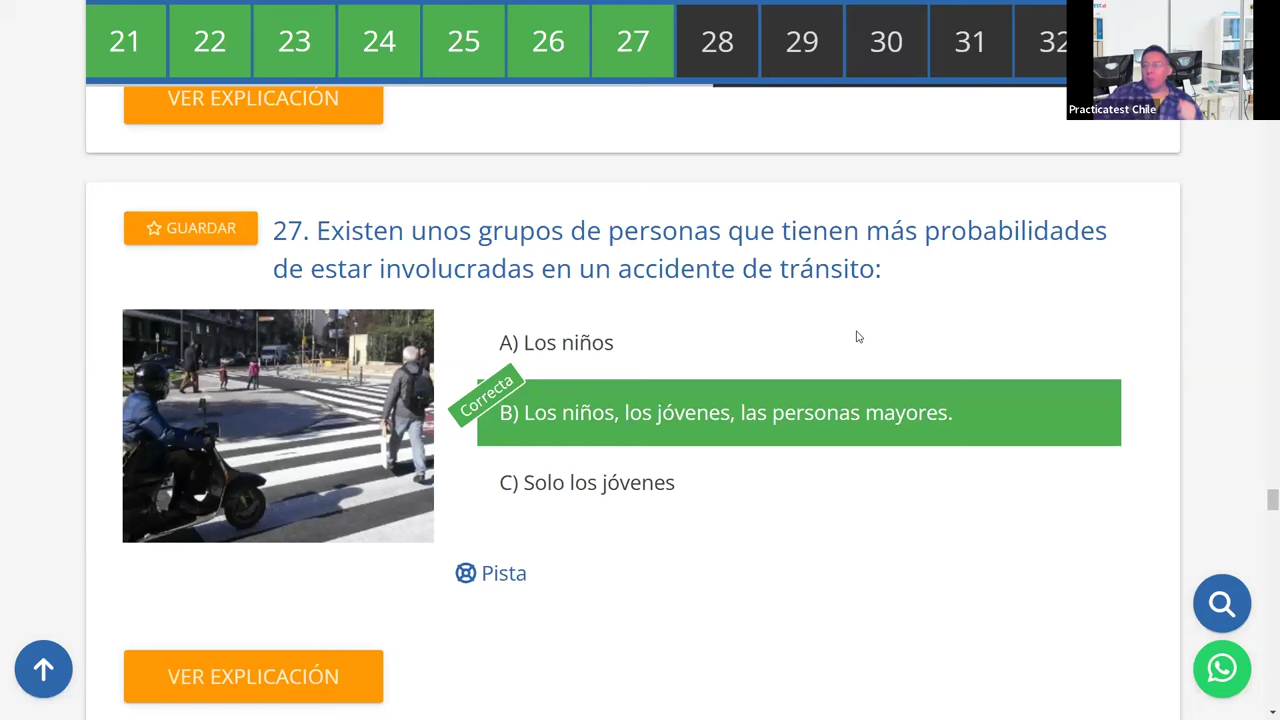 21 22 23 24 25 26 27 28 29 30 31 32
Practicatest Chile
VER EXPLICACIÓN
GUARDAR
27. Existen unos grupos de personas que tienen más probabilidades
de estar involucradas en un accidente de tránsito:
A) Los niños
Correcta
B) Los niños, los jóvenes, las personas mayores.
C) Solo los jóvenes
Pista
VER EXPLICACIÓN